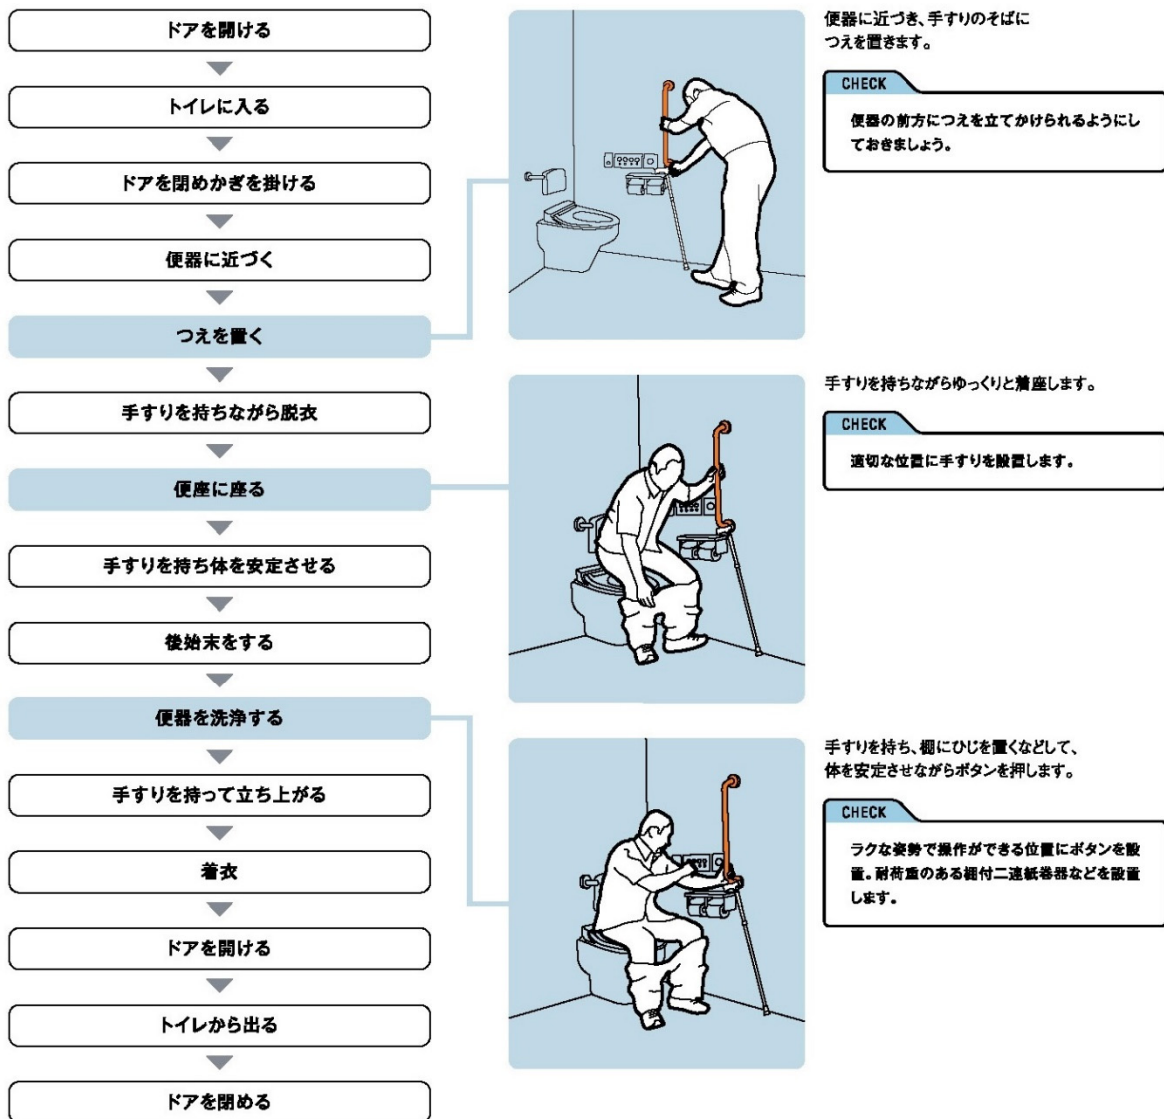 ドアを開ける
トイレに入る
ドアを閉めかぎを掛ける
便器に近づく
つえを置く
手すりを持ちながら脱衣
便座に座る
手すりを持ち体を安定させる
後始末をする
便器を洗浄する
手すりを持って立ち上がる
着衣
ドアを開ける
トイレから出る
ドアを閉める
便器に近づき、手すりのそばに
つえを置きます。
CHECK
便器の前方につえを立てかけられるようにし
ておきましょう。
手すりを持ちながらゆっくりと着座します。
CHECK
適切な位置に手すりを設置します。
手すりを持ち、棚にひじを置くなどして、
体を安定させながらボタンを押します。
CHECK
ラクな姿勢で操作ができる位置にボタンを設
置。耐荷重のある棚付二連紙巻器などを設置
します。